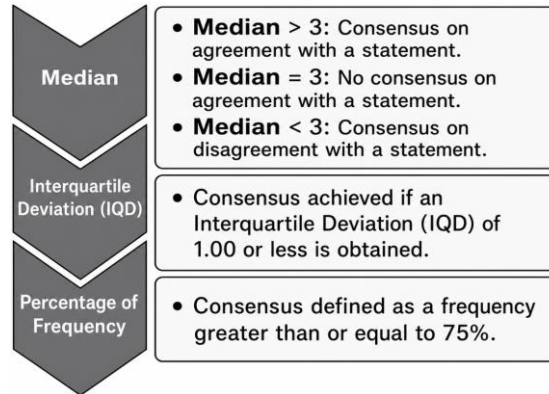 Median
• Median > 3: Consensus on
agreement with a statement.
• Median = 3: No consensus on
agreement with a statement.
• Median < 3: Consensus on
disagreement with a statement.
Interquartile
Deviation (IQD)
• Consensus achieved if an
Interquartile Deviation (IQD) of
1.00 or less is obtained.
Percentage of
Frequency
• Consensus defined as a frequency
greater than or equal to 75%.